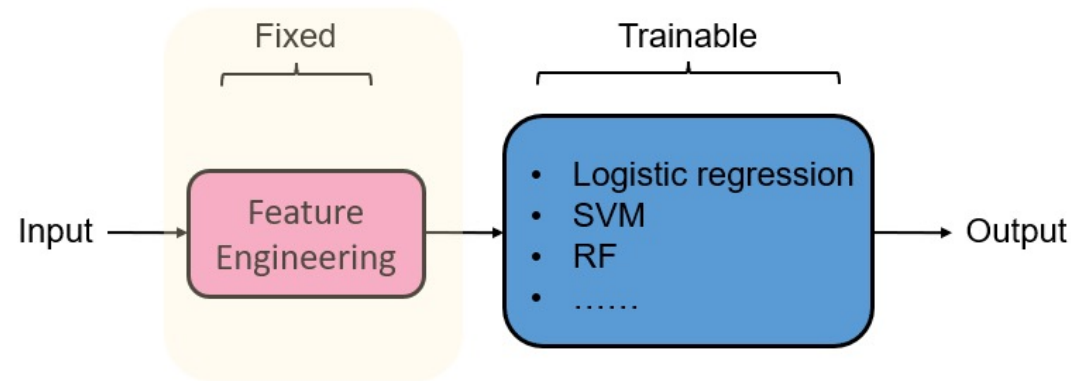 Fixed
Trainable
Input
Feature
Engineering
• Logistic regression
• SVM
• RF
• ......
Output